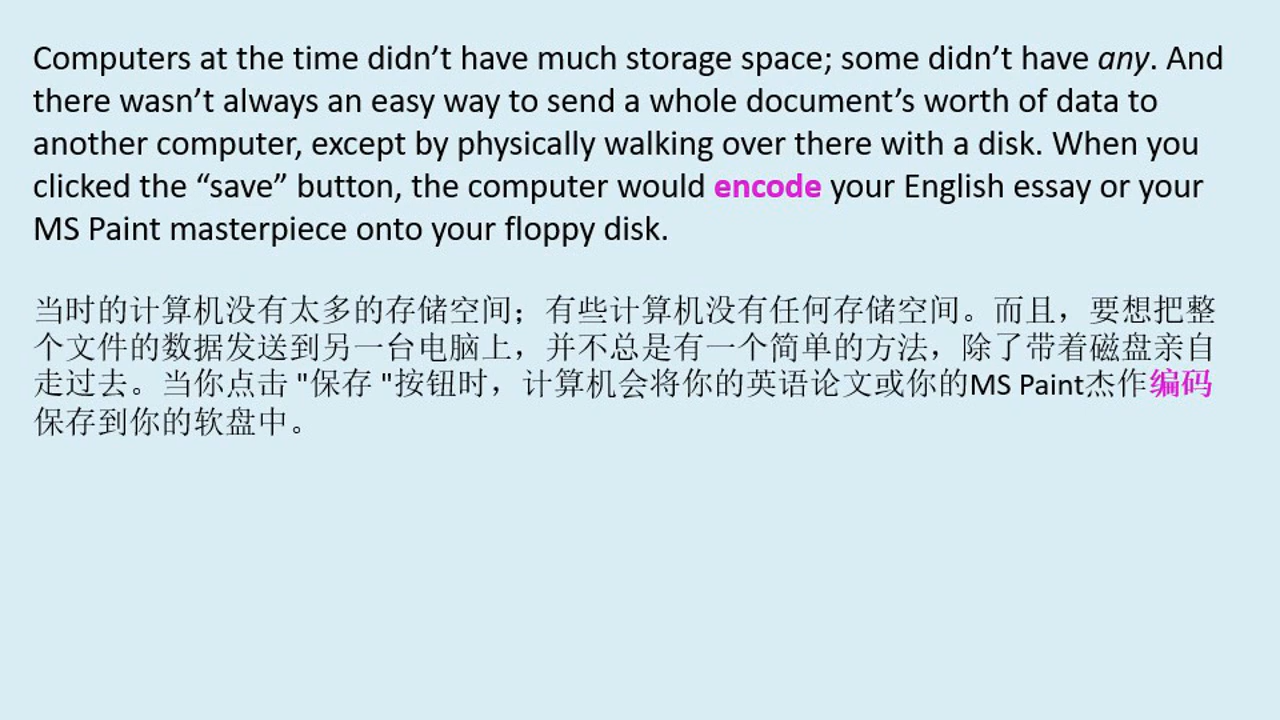 Computers at the time didn’t have much storage space; some didn’t have any. And
there wasn’t always an easy way to send a whole document’s worth of data to
another computer, except by physically walking over there with a disk. When you
clicked the “save” button, the computer would encode your English essay or your
MS Paint masterpiece onto your floppy disk.
当时的计算机没有太多的存储空间；有些计算机没有任何存储空间。而且，要想把整
个文件的数据发送到另一台电脑上，并不总是有一个简单的方法，除了带着磁盘亲自
走过去。当你点击 "保存 "按钮时，计算机会将你的英语论文或你的MS Paint杰作编码
保存到你的软盘中。